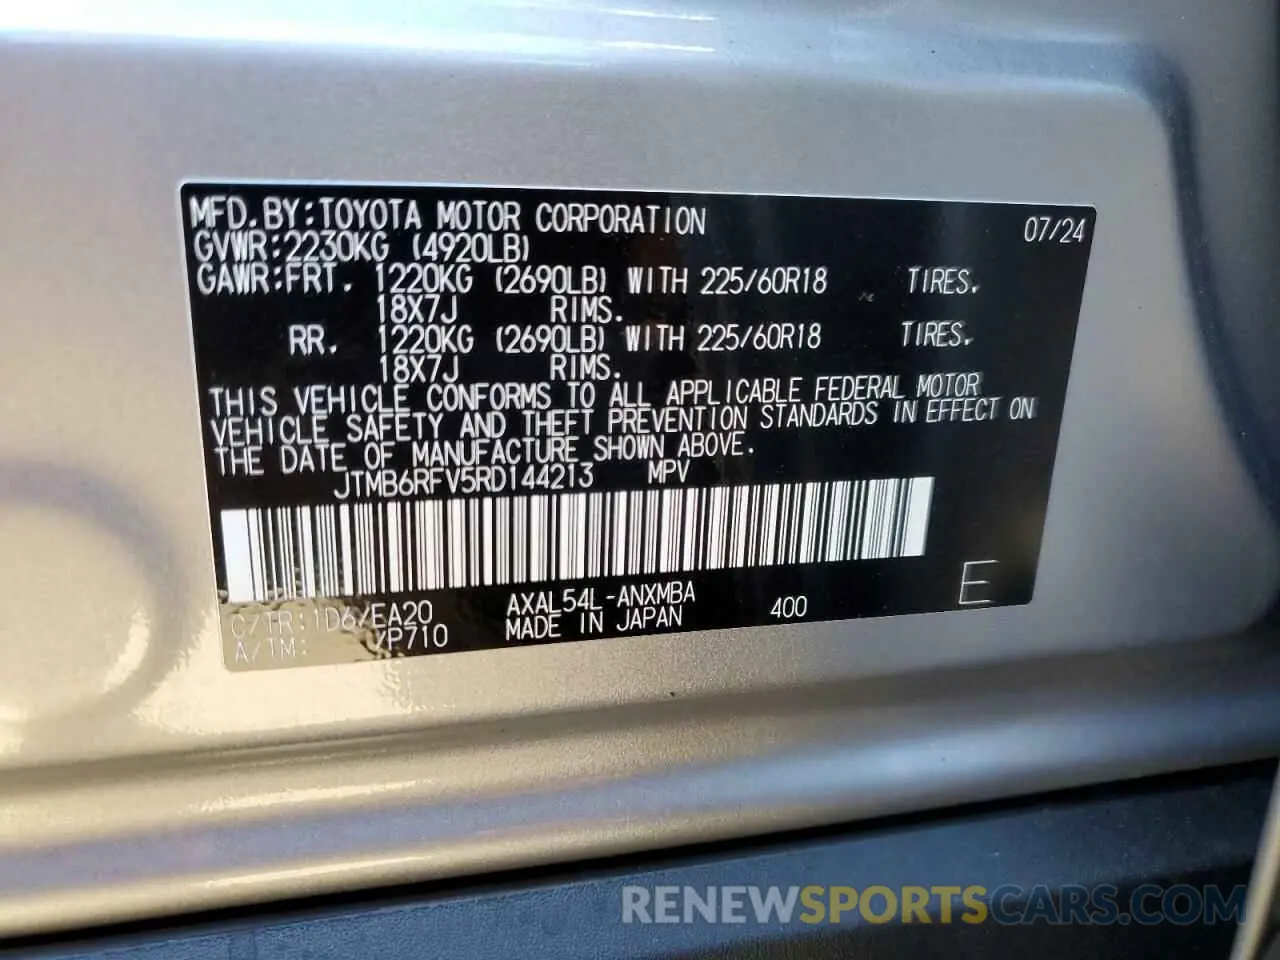 MFD.BY:TOYOTA MOTOR CORPORATION 07/24
GVWR:2230KG (4920LB)
GAWR:FRT. 1220KG (2690LB) WITH 225/60R18 TIRES.
18X7J RIMS.
RR. 1220KG (2690LB) WITH 225/60R18 TIRES.
18X7J RIMS.
THIS VEHICLE CONFORMS TO ALL APPLICABLE FEDERAL MOTOR
VEHICLE SAFETY AND THEFT PREVENTION STANDARDS IN EFFECT ON
THE DATE OF MANUFACTURE SHOWN ABOVE.
JTMB6RFV5RD144213 MPV
C/TR:1D6/EA20 AXAL54L-ANXMBA 400 E
A/TM: /P710 MADE IN JAPAN
RENEWSPORTSCARS.COM